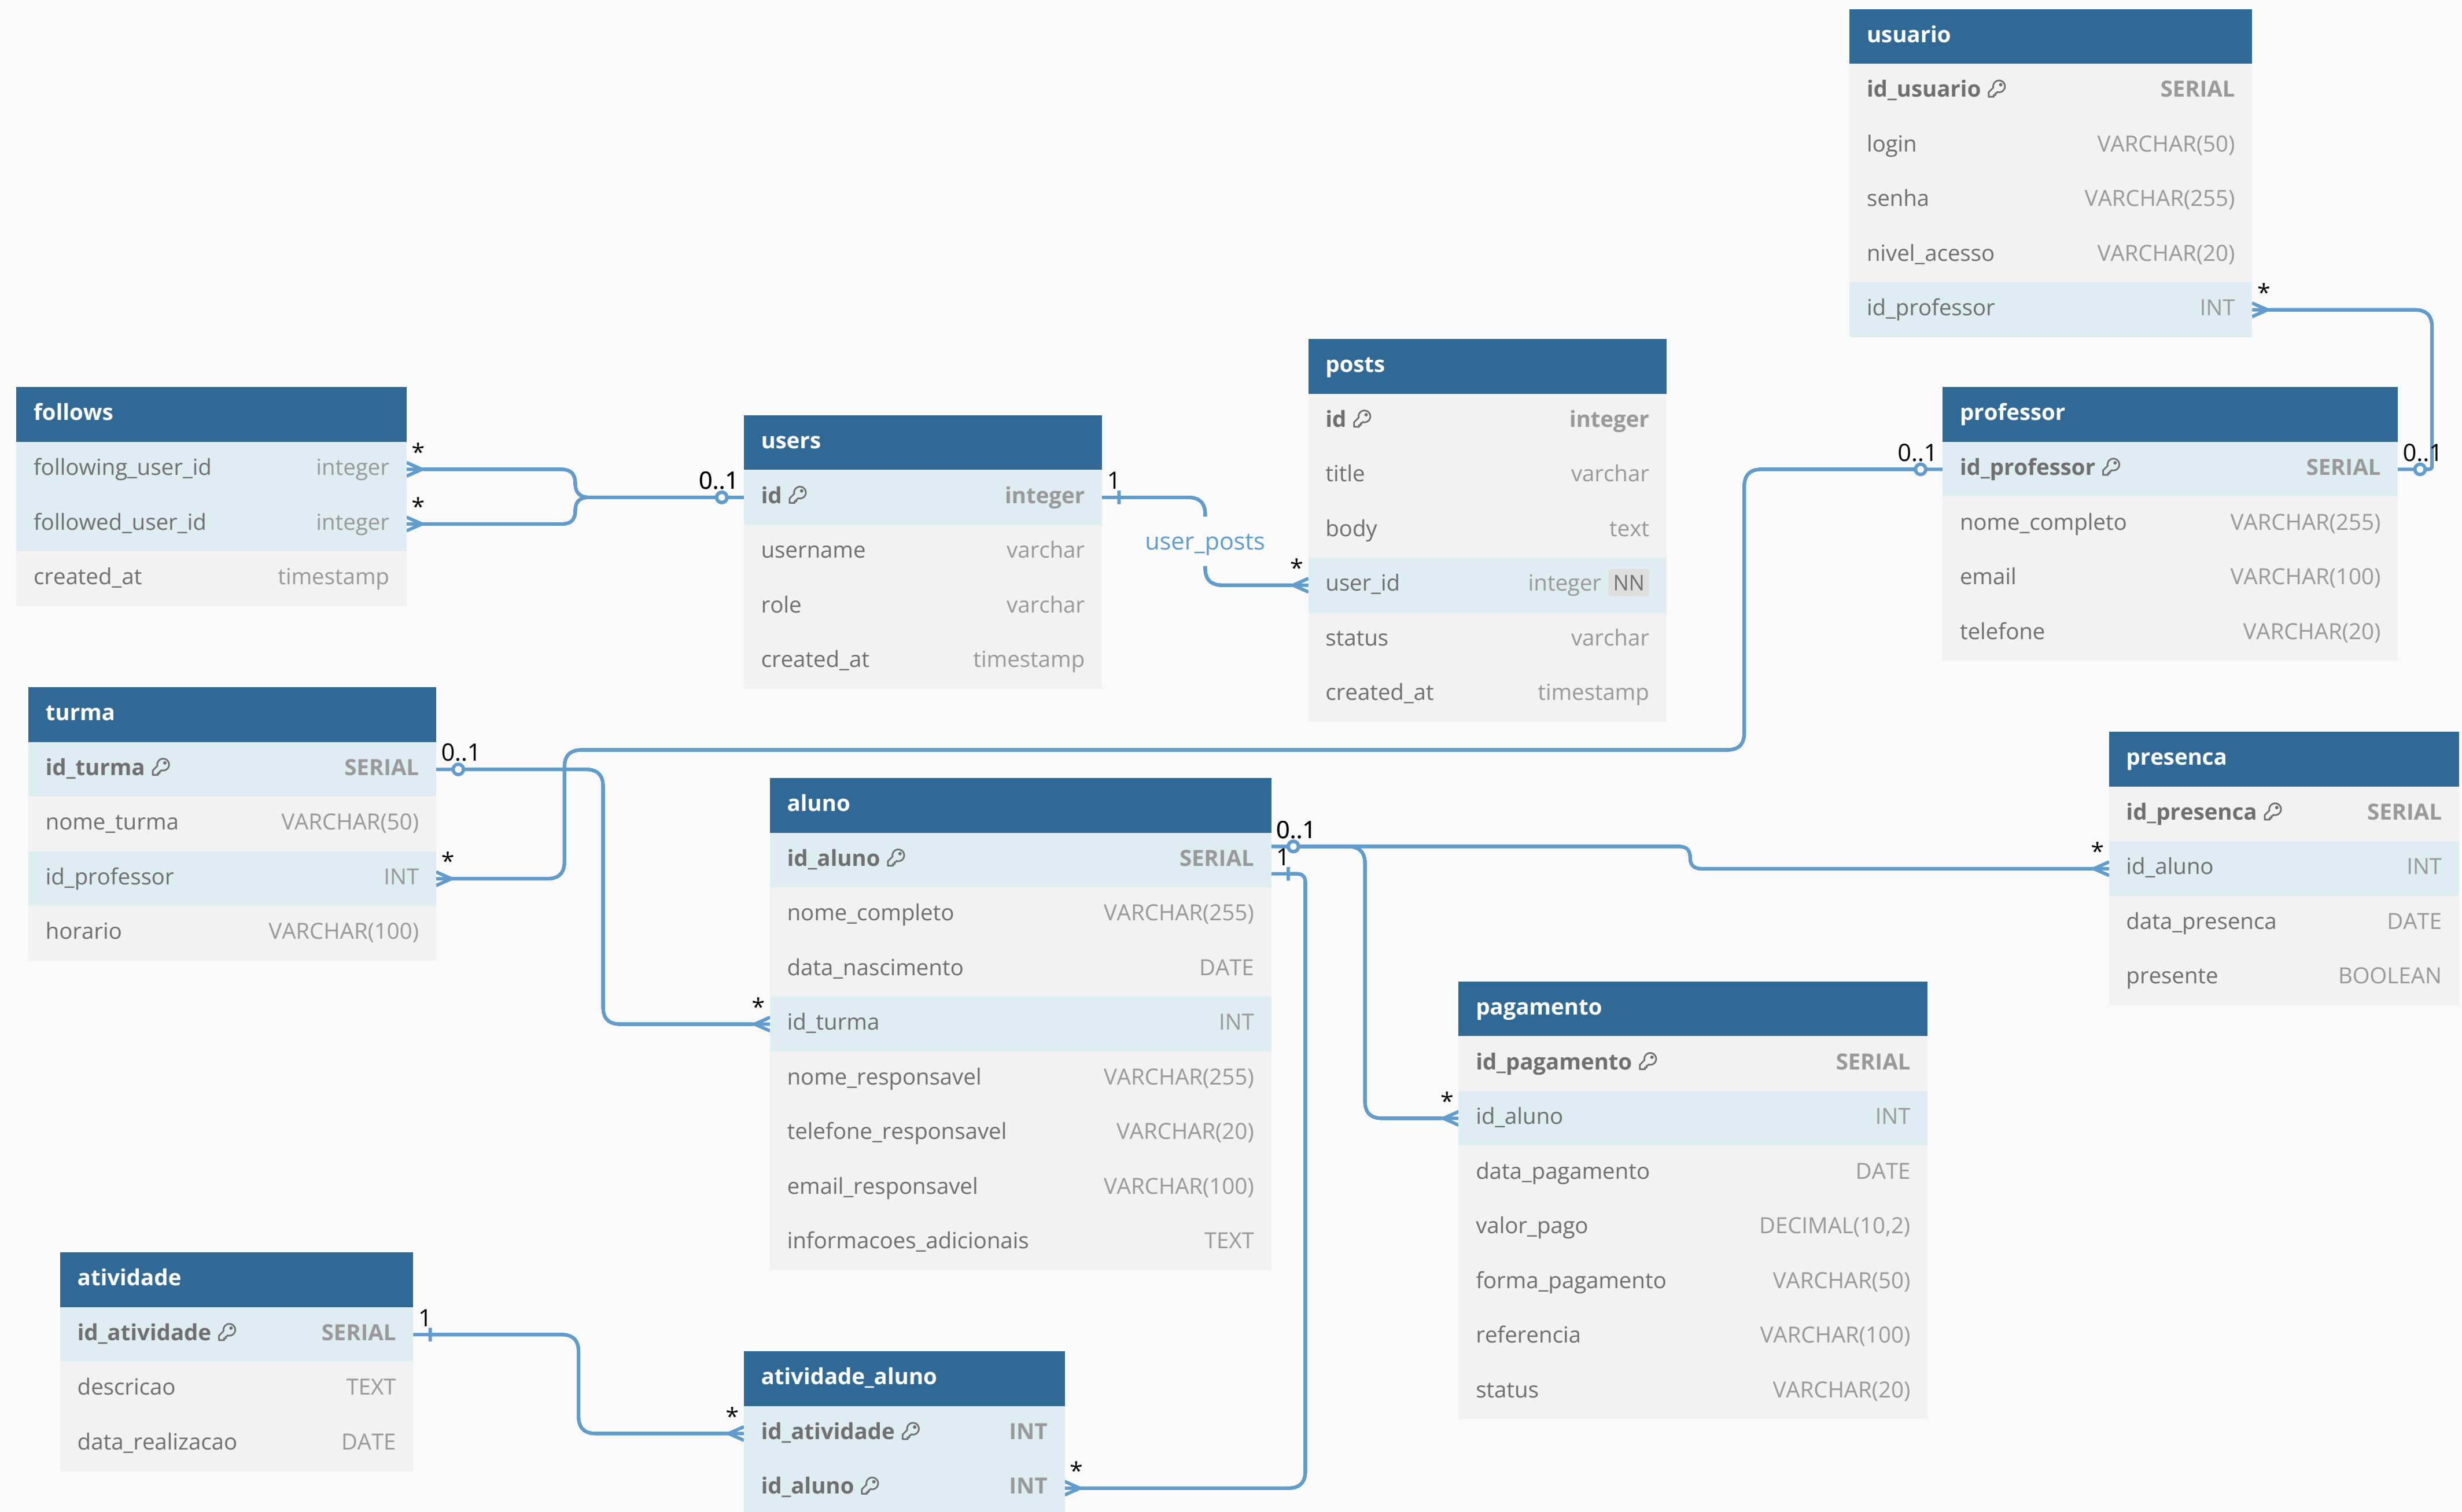 usuario
id_usuario SERIAL
login VARCHAR(50)
senha VARCHAR(255)
nivel_acesso VARCHAR(20)
id_professor INT
*
posts
id integer
title varchar
body text
user_id integer NN
status varchar
created_at timestamp
*
follows
following_user_id integer
followed_user_id integer
created_at timestamp
*
*
users
id integer
username varchar
role varchar
created_at timestamp
0..1
1
user_posts
professor
id_professor SERIAL
nome_completo VARCHAR(255)
email VARCHAR(100)
telefone VARCHAR(20)
0..1
0..1
turma
id_turma SERIAL
nome_turma VARCHAR(50)
id_professor INT
horario VARCHAR(100)
0..1
*
aluno
id_aluno SERIAL
nome_completo VARCHAR(255)
data_nascimento DATE
id_turma INT
nome_responsavel VARCHAR(255)
telefone_responsavel VARCHAR(20)
email_responsavel VARCHAR(100)
informacoes_adicionais TEXT
0..1
1
*
presenca
id_presenca SERIAL
id_aluno INT
data_presenca DATE
presente BOOLEAN
*
pagamento
id_pagamento SERIAL
id_aluno INT
data_pagamento DATE
valor_pago DECIMAL(10,2)
forma_pagamento VARCHAR(50)
referencia VARCHAR(100)
status VARCHAR(20)
*
atividade
id_atividade SERIAL
descricao TEXT
data_realizacao DATE
1
atividade_aluno
id_atividade INT
id_aluno INT
*
*